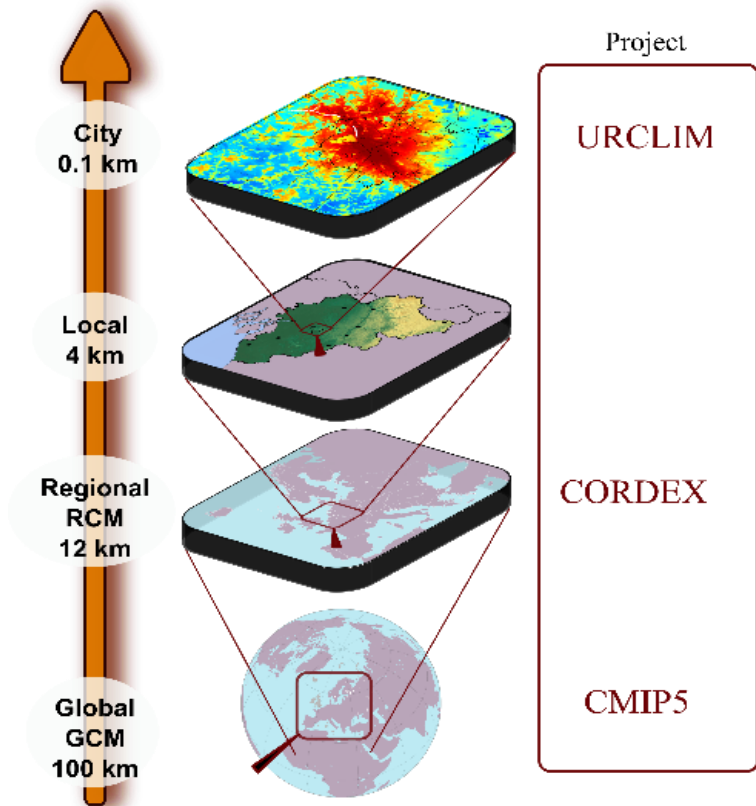 Project
City
0.1 km
URCLIM
Local
4 km
Regional
RCM
12 km
CORDEX
Global
GCM
100 km
CMIP5